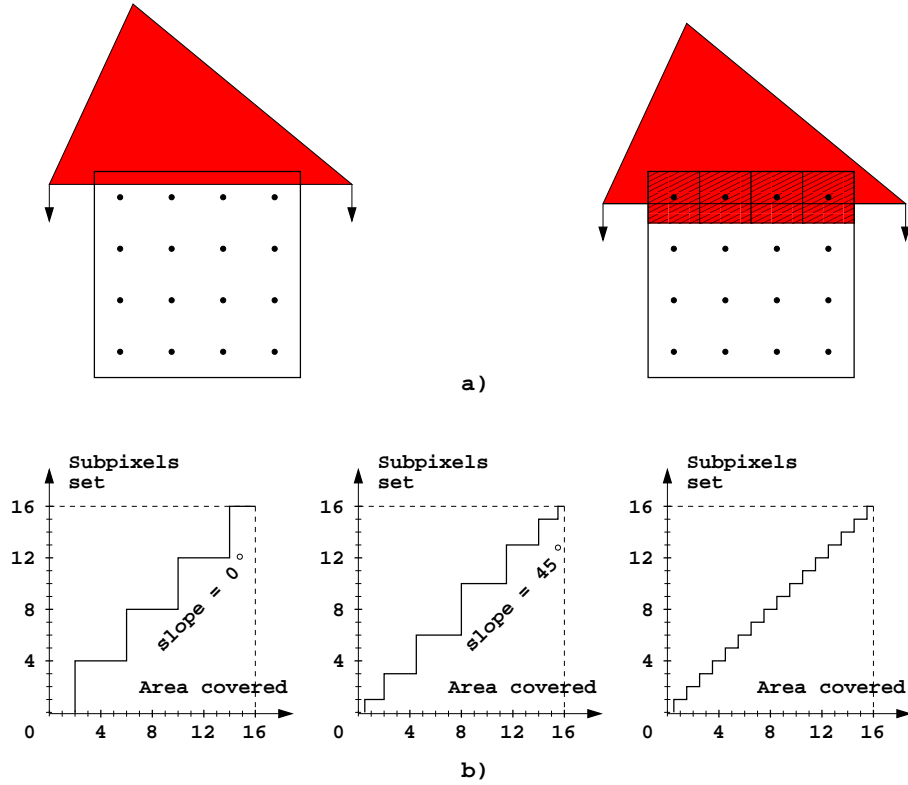 a)
Subpixels
set
16
12
8
4
0
4
8
12
16
slope = 0°
Area covered
Subpixels
set
16
12
8
4
0
4
8
12
16
slope = 45°
Area covered
Subpixels
set
16
12
8
4
0
4
8
12
16
Area covered
b)